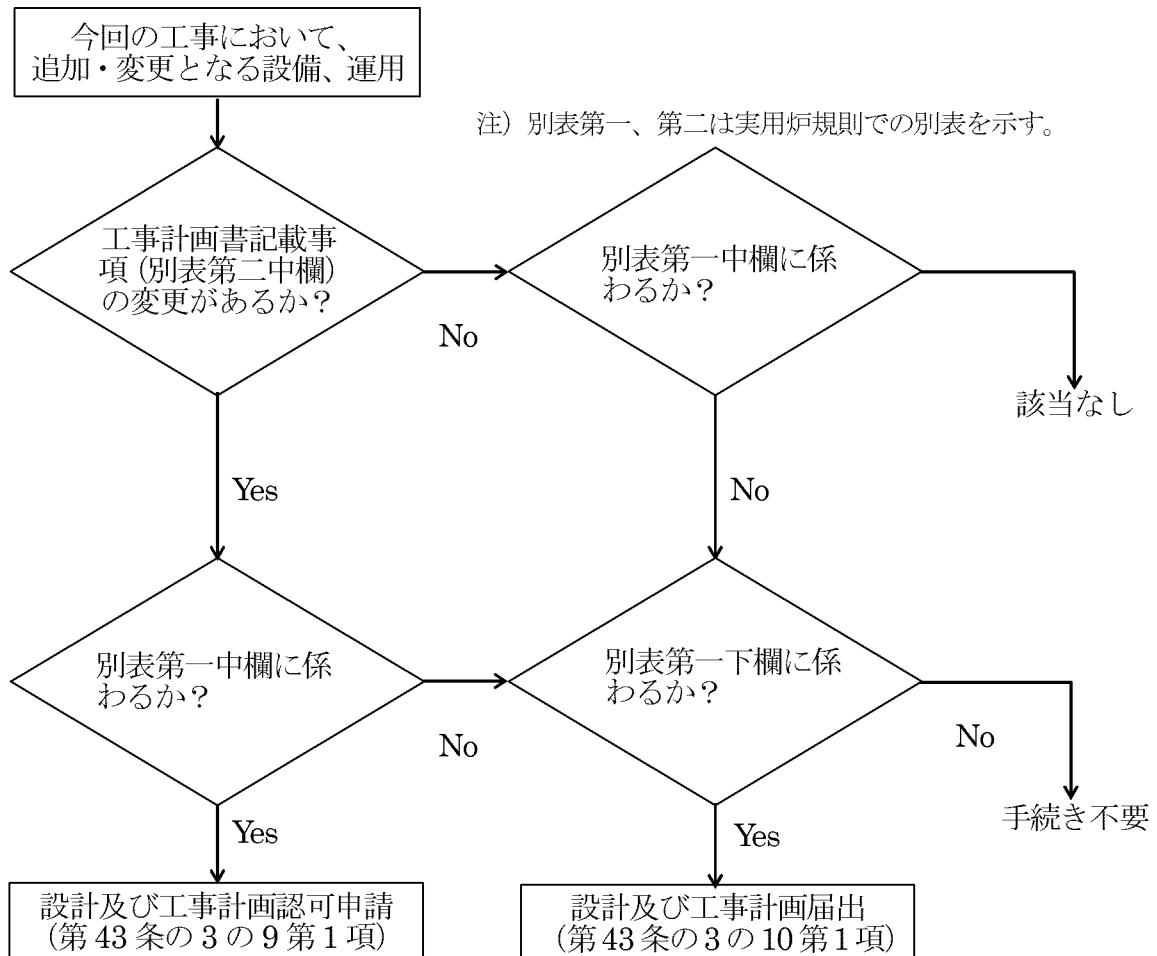 今回の工事において、
追加・変更となる設備、運用
注）別表第一、第二は実用炉規則での別表を示す。
工事計画書記載事
項（別表第二中欄）
の変更があるか？
No
別表第一中欄に係
わるか？
該当なし
Yes
No
別表第一中欄に係
わるか？
No
別表第一下欄に係
わるか？
No
手続き不要
Yes
Yes
設計及び工事計画認可申請
（第43条の3の9第1項）
設計及び工事計画届出
（第43条の3の10第1項）